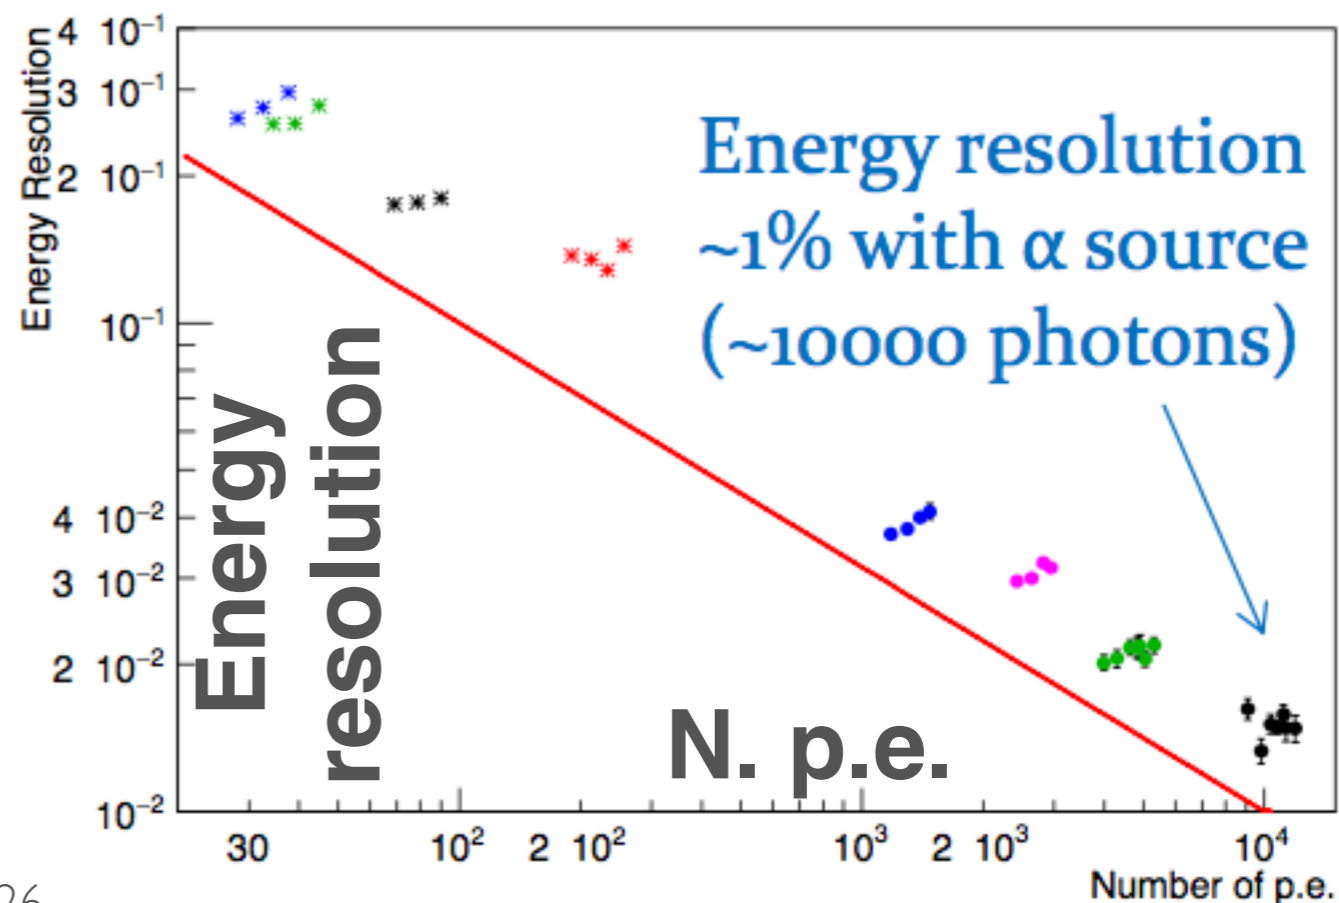 Energy Resolution
4 10⁻¹
3 10⁻¹
2 10⁻¹
10⁻¹
4 10⁻²
3 10⁻²
2 10⁻²
10⁻²
Energy resolution
~1% with α source
(~10000 photons)
Energy
resolution
N. p.e.
30
10²
2 10²
10³
2 10³
10⁴
Number of p.e.